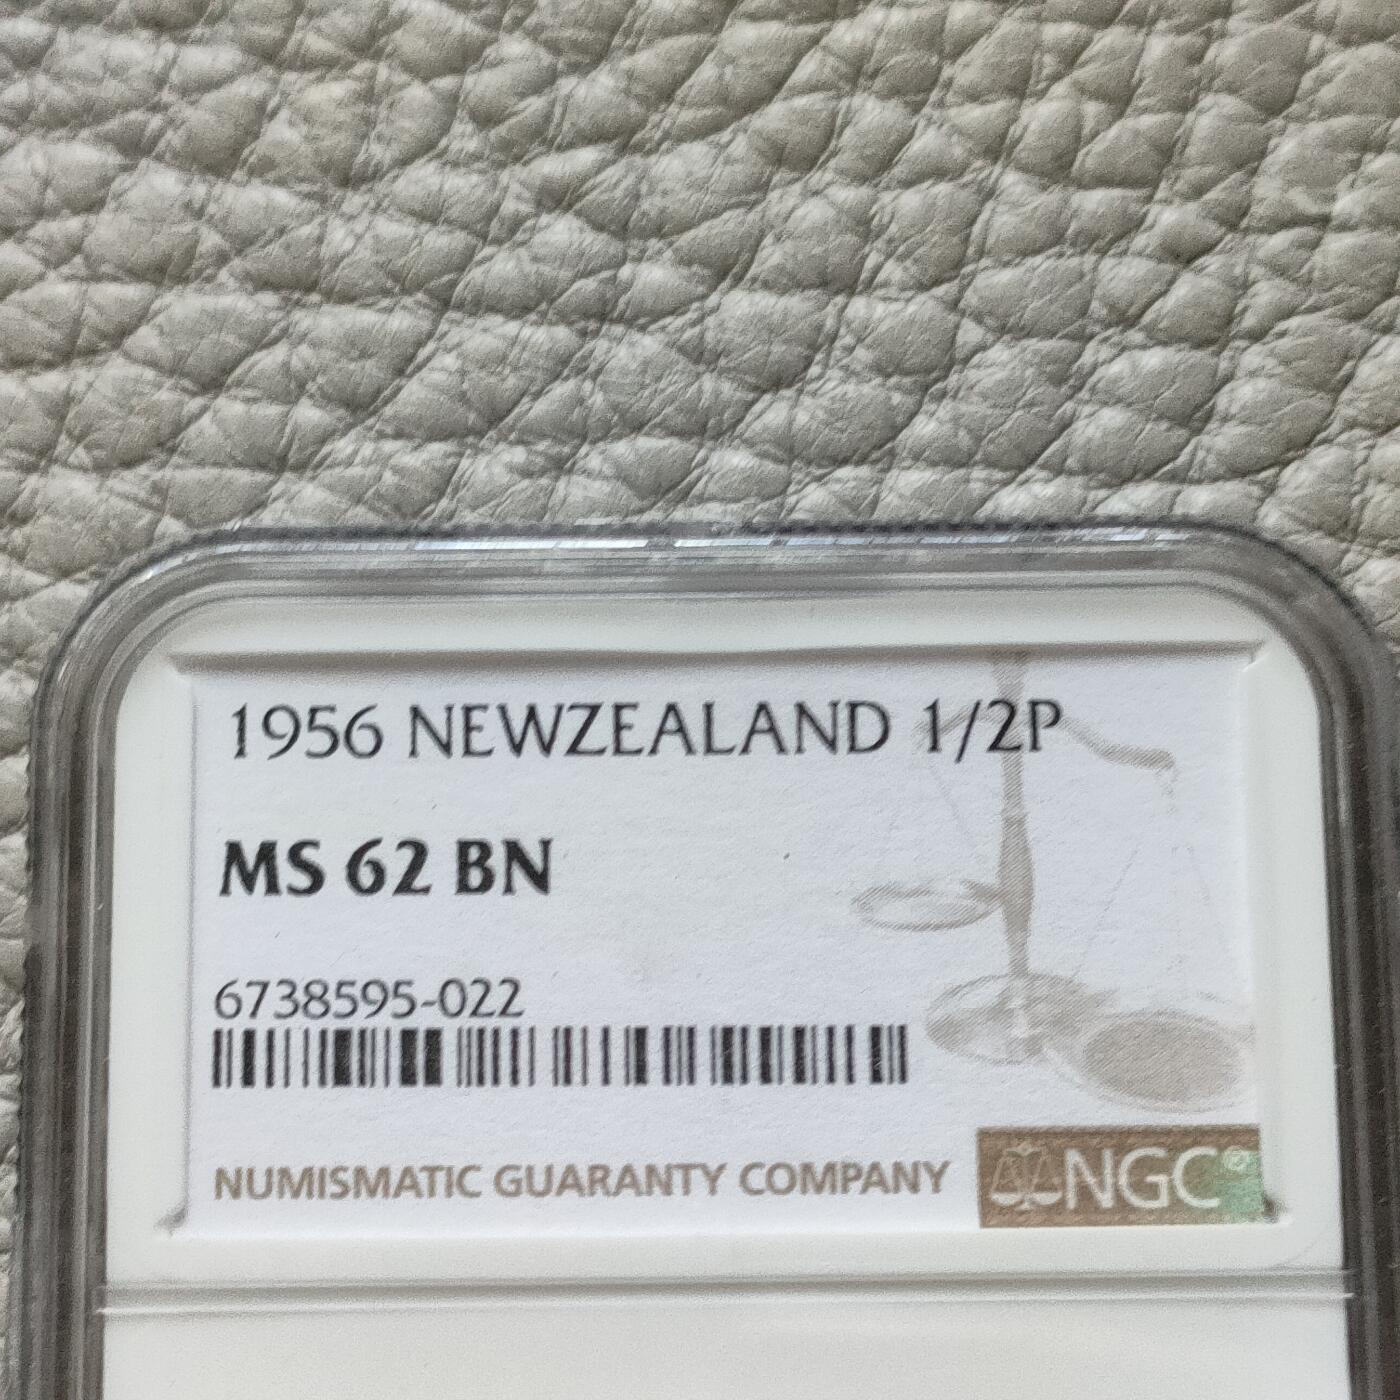 1956 NEWZEALAND 1/2P
MS 62 BN
6738595-022
NUMISMATIC GUARANTY COMPANY
NGC®